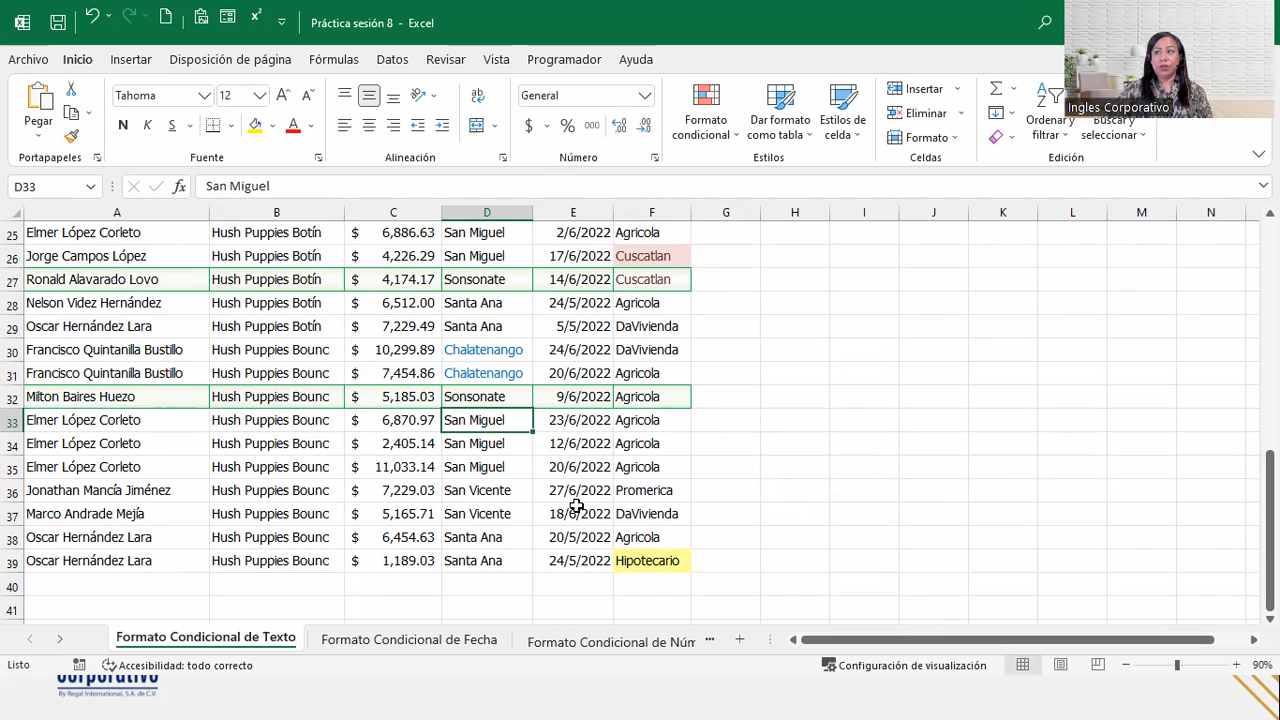 Práctica sesión 8 - Excel
Archivo Inicio Insertar Disposición de página Fórmulas Datos Vista Programador Ayuda
Ingles Corporativo
Pegar
Tahoma 12
N K S
General
$ % 000
Formato condicional
Dar formato como tabla
Estilos de celda
Insertar
Eliminar
Formato
Ordenar y filtrar
Buscar y seleccionar
Portapapeles Fuente Alineación Número Estilos Celdas Edición
D33 fx San Miguel
A B C D E F G H I J K L M N
25 Elmer López Corleto Hush Puppies Botín $ 6,886.63 San Miguel 2/6/2022 Agricola
26 Jorge Campos López Hush Puppies Botín $ 4,226.29 San Miguel 17/6/2022 Cuscatlan
27 Ronald Alavarado Lovo Hush Puppies Botín $ 4,174.17 Sonsonate 14/6/2022 Cuscatlan
28 Nelson Videz Hernández Hush Puppies Botín $ 6,512.00 Santa Ana 24/5/2022 Agricola
29 Oscar Hernández Lara Hush Puppies Botín $ 7,229.49 Santa Ana 5/5/2022 DaVivienda
30 Francisco Quintanilla Bustillo Hush Puppies Bounc $ 10,299.89 Chalatenango 24/6/2022 DaVivienda
31 Francisco Quintanilla Bustillo Hush Puppies Bounc $ 7,454.86 Chalatenango 20/6/2022 Agricola
32 Milton Baires Huezo Hush Puppies Bounc $ 5,185.03 Sonsonate 9/6/2022 Agricola
33 Elmer López Corleto Hush Puppies Bounc $ 6,870.97 San Miguel 23/6/2022 Agricola
34 Elmer López Corleto Hush Puppies Bounc $ 2,405.14 San Miguel 12/6/2022 Agricola
35 Elmer López Corleto Hush Puppies Bounc $ 11,033.14 San Miguel 20/6/2022 Agricola
36 Jonathan Mancía Jiménez Hush Puppies Bounc $ 7,229.03 San Vicente 27/6/2022 Promerica
37 Marco Andrade Mejía Hush Puppies Bounc $ 5,165.71 San Vicente DaVivienda
38 Oscar Hernández Lara Hush Puppies Bounc $ 6,454.63 Santa Ana 20/5/2022 Agricola
39 Oscar Hernández Lara Hush Puppies Bounc $ 1,189.03 Santa Ana 24/5/2022 Hipotecario
40
41
Formato Condicional de Texto Formato Condicional de Fecha Formato Condicional de Núm
Listo Accesibilidad: todo correcto Configuración de visualización 90%
Corporativo
By Regal International, S.A. de C.V.